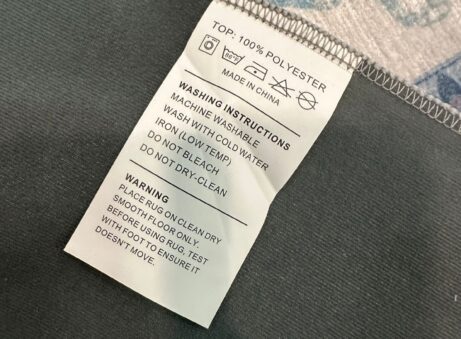 TOP: 100% POLYESTER
MADE IN CHINA
WASHING INSTRUCTIONS
MACHINE WASHABLE
WASH WITH COLD WATER
IRON (LOW TEMP)
DO NOT BLEACH
DO NOT DRY-CLEAN
WARNING
PLACE RUG ON CLEAN DRY
SMOOTH FLOOR ONLY.
BEFORE USING RUG, TEST
WITH FOOT TO ENSURE IT
DOESN'T MOVE.